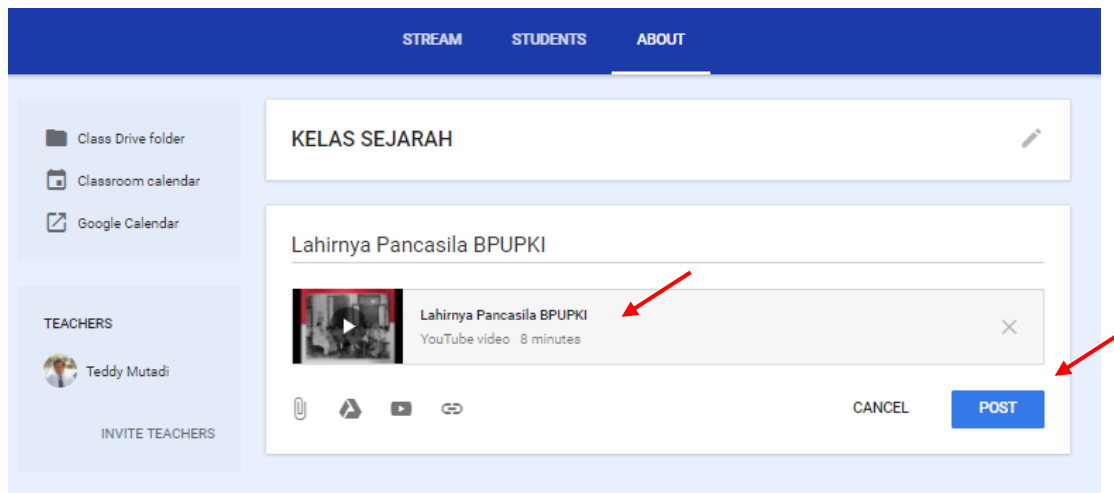 STREAM STUDENTS ABOUT
Class Drive folder
Classroom calendar
Google Calendar
TEACHERS
Teddy Mutadi
INVITE TEACHERS
KELAS SEJARAH
Lahirnya Pancasila BPUPKI
Lahirnya Pancasila BPUPKI
YouTube video 8 minutes
CANCEL POST